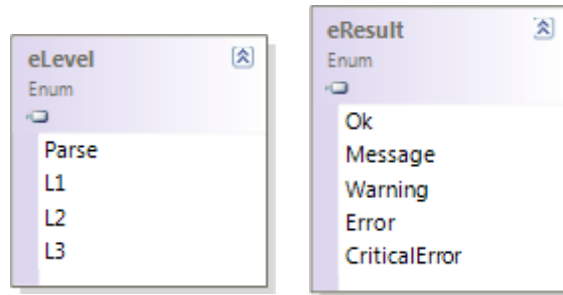 eLevel
Enum
Parse
L1
L2
L3
eResult
Enum
Ok
Message
Warning
Error
CriticalError